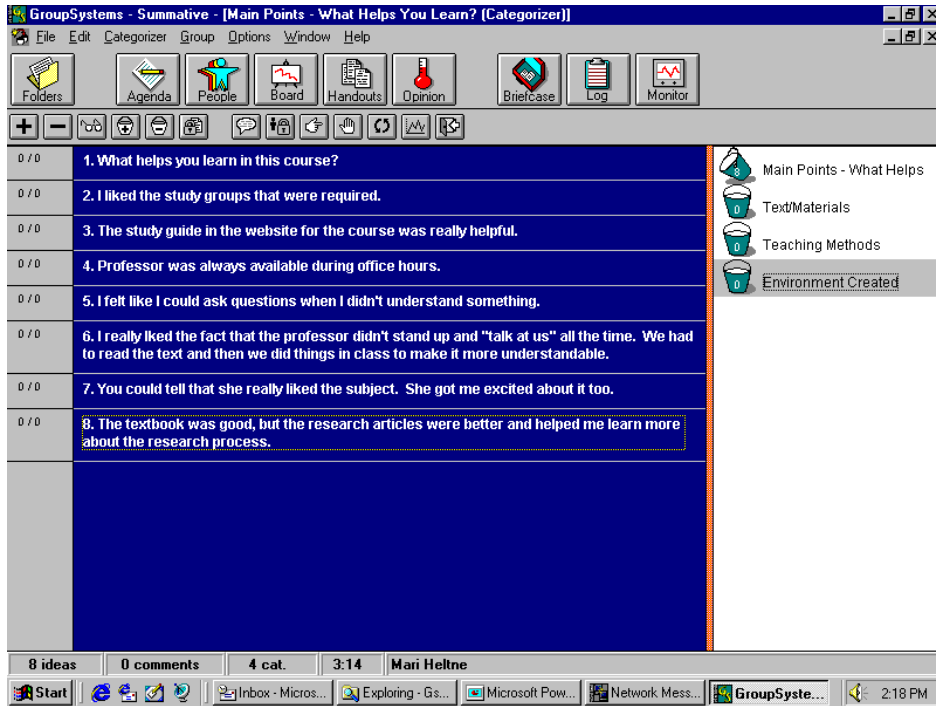 GroupSystems - Summative - [Main Points - What Helps You Learn? (Categorizer)]
File Edit Categorizer Group Options Window Help
Folders Agenda People Board Handouts Opinion Briefcase Log Monitor
0 / 0 1. What helps you learn in this course?
0 / 0 2. I liked the study groups that were required.
0 / 0 3. The study guide in the website for the course was really helpful.
0 / 0 4. Professor was always available during office hours.
0 / 0 5. I felt like I could ask questions when I didn't understand something.
0 / 0 6. I really lked the fact that the professor didn't stand up and "talk at us" all the time. We had
to read the text and then we did things in class to make it more understandable.
0 / 0 7. You could tell that she really liked the subject. She got me excited about it too.
0 / 0 8. The textbook was good, but the research articles were better and helped me learn more
about the research process.
8 Main Points - What Helps
0 Text/Materials
0 Teaching Methods
0 Environment Created
8 ideas 0 comments 4 cat. 3:14 Mari Heltne
Start Inbox - Micros... Exploring - Gs... Microsoft Pow... Network Mess... GroupSyste... 2:18 PM